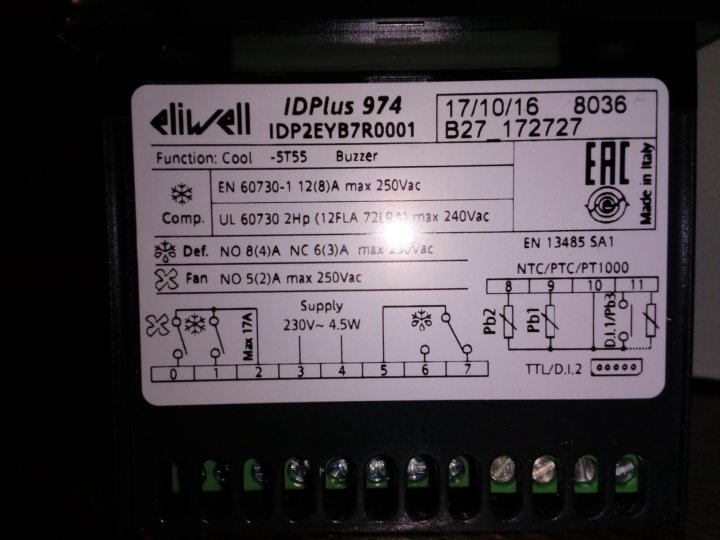 eliwell
IDPlus 974
IDP2EYB7R0001
17/10/16 8036
B27_172727
Function: Cool -5T55 Buzzer
Comp.
EN 60730-1 12(8)A max 250Vac
UL 60730 2Hp (12FLA 72LRA) max 240Vac
EAC
Made in Italy
Def. NO 8(4)A NC 6(3)A max 250Vac
Fan NO 5(2)A max 250Vac
EN 13485 SA1
NTC/PTC/PT1000
8 9 10 11
Pb2
Pb1
D.I.1/Pb3
TTL/D.I.2
Max 17A
Supply
230V~ 4.5W
0 1 2 3 4 5 6 7